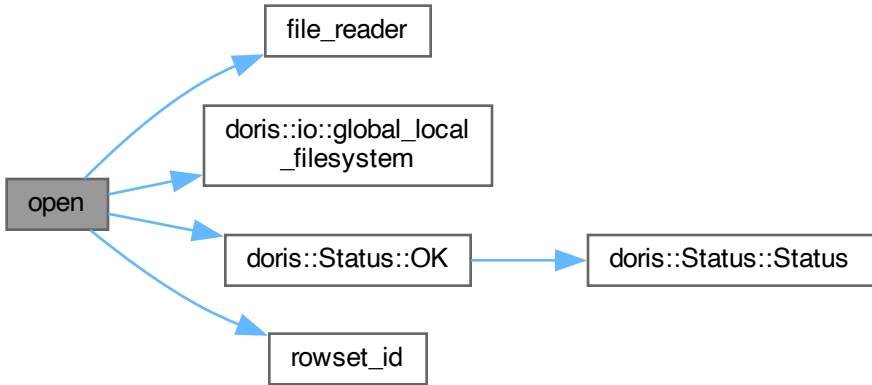 file_reader
doris::io::global_local
_filesystem
open
doris::Status::OK
doris::Status::Status
rowset_id